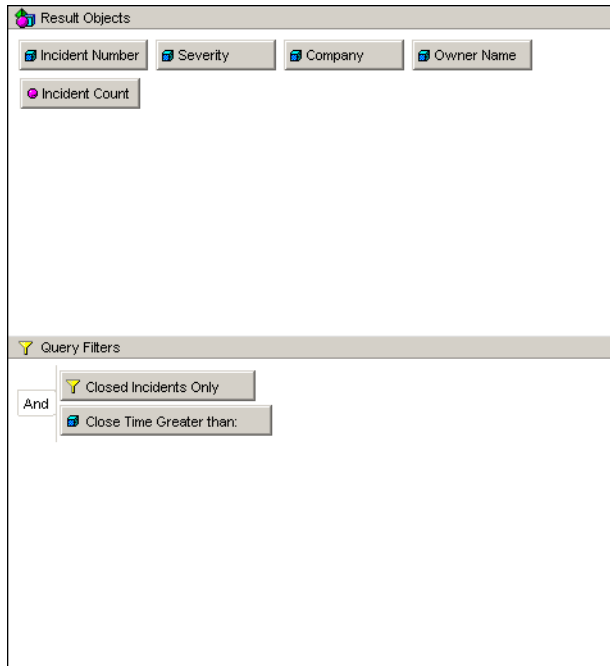 Result Objects
Incident Number Severity Company Owner Name
Incident Count
Query Filters
Closed Incidents Only
And
Close Time Greater than: